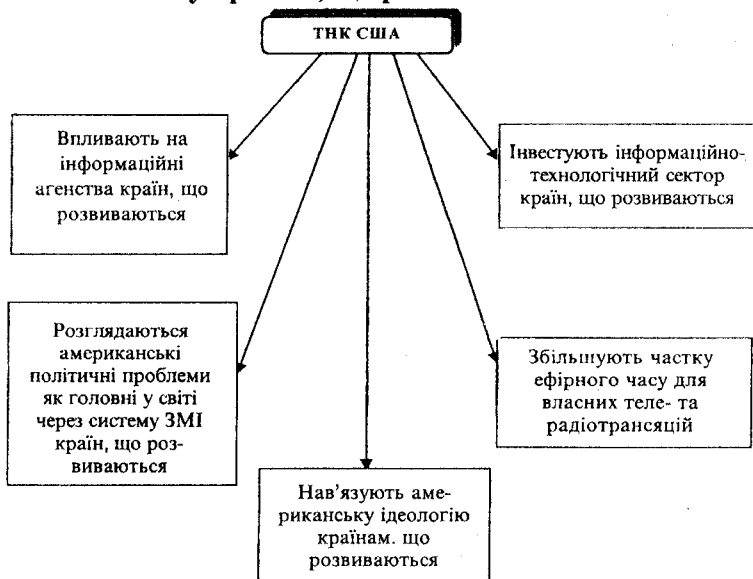 ТНК США
Впливають на
інформаційні
агенства країн, що
розвиваються
Інвестують інформаційно-
технологічний сектор
країн, що розвиваються
Розглядаються
американські
політичні проблеми
як головні у світі
через систему ЗМІ
країн, що роз-
виваються
Збільшують частку
ефірного часу для
власних теле- та
радіотрансяцій
Нав’язують аме-
риканську ідеологію
країнам. що
розвиваються